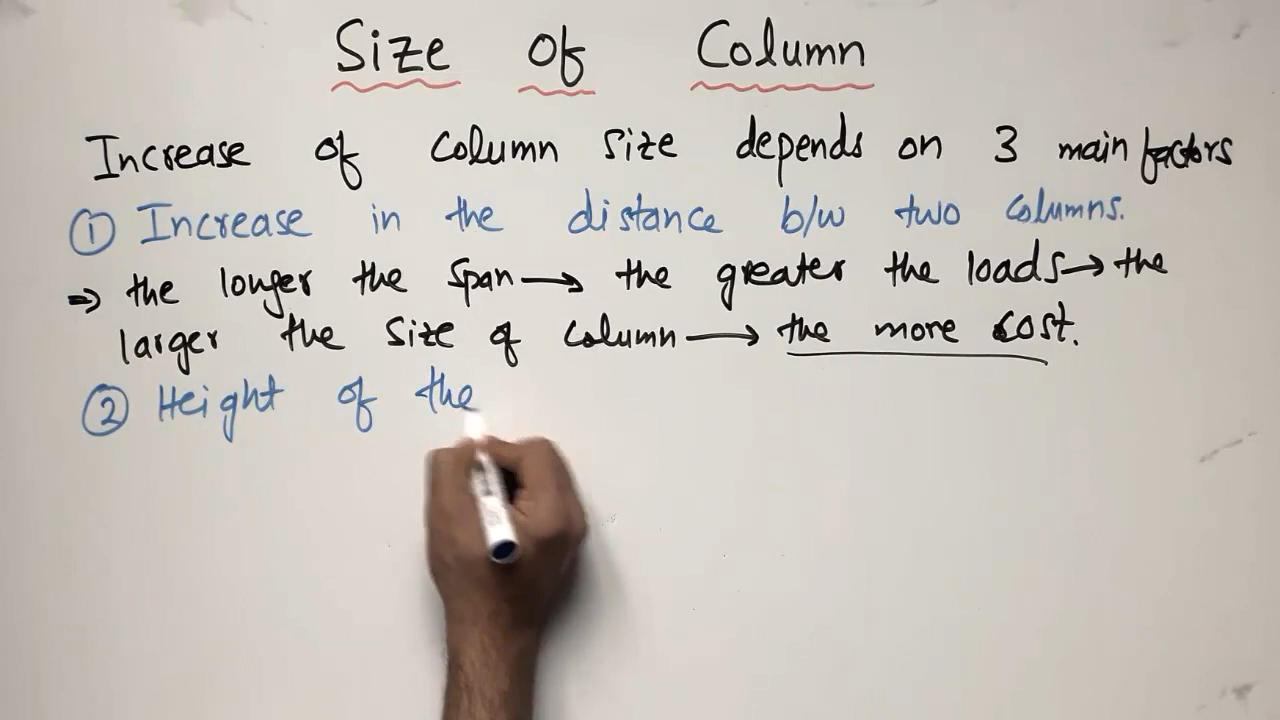 Size of Column
Increase of column size depends on 3 main factors
① Increase in the distance b/w two columns.
⇒ the longer the span → the greater the loads → the
larger the size of column → the more cost.
② Height of the